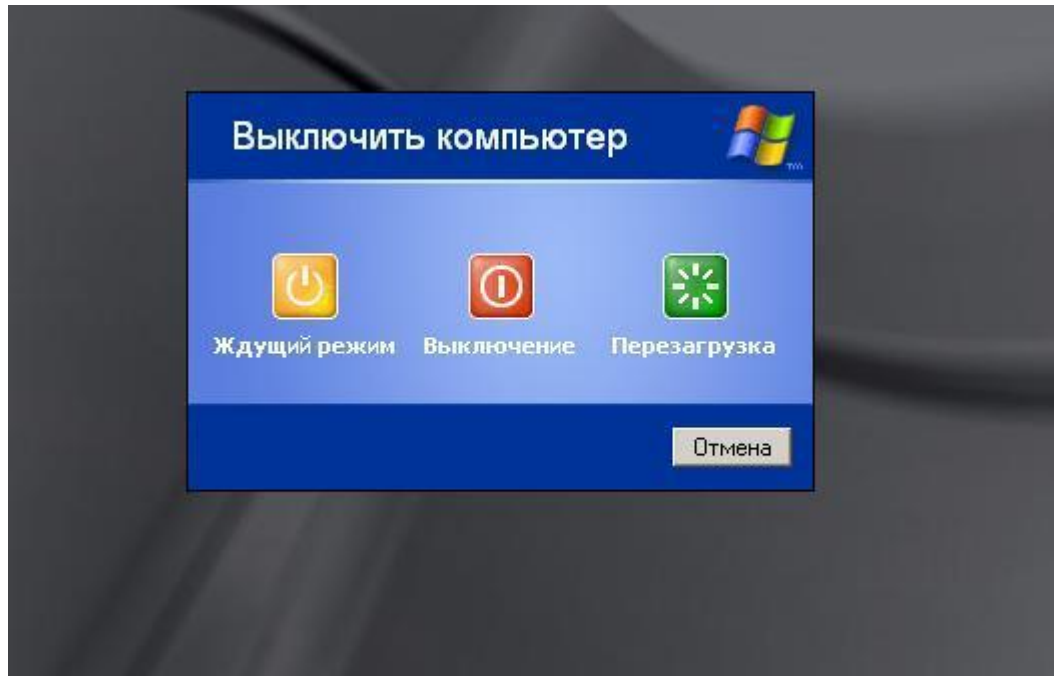 Выключить компьютер
Ждущий режим
Выключение
Перезагрузка
Отмена